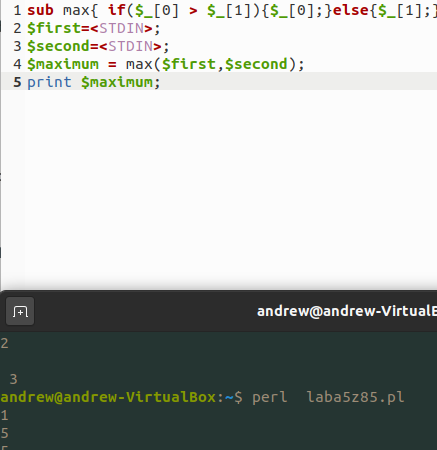 1 sub max{ if($_[0] > $_[1]){$_[0];}else{$_[1];}
2 $first=<STDIN>;
3 $second=<STDIN>;
4 $maximum = max($first,$second);
5 print $maximum;
andrew@andrew-VirtualB
2
3
andrew@andrew-VirtualBox:~$ perl  laba5z85.pl
1
5